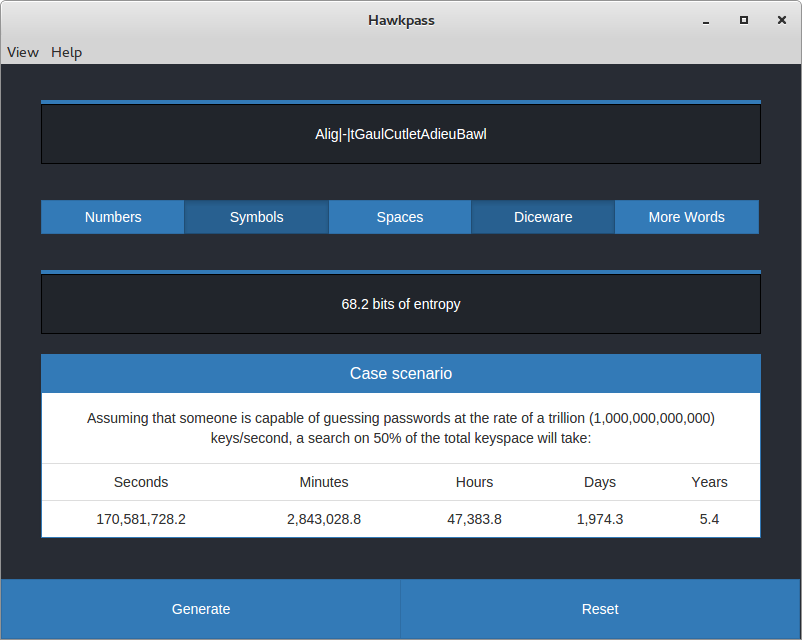 Hawkpass
View Help
Alig|-|tGaulCutletAdieuBawl
Numbers Symbols Spaces Diceware More Words
68.2 bits of entropy
Case scenario
Assuming that someone is capable of guessing passwords at the rate of a trillion (1,000,000,000,000)
keys/second, a search on 50% of the total keyspace will take:
Seconds Minutes Hours Days Years
170,581,728.2 2,843,028.8 47,383.8 1,974.3 5.4
Generate Reset